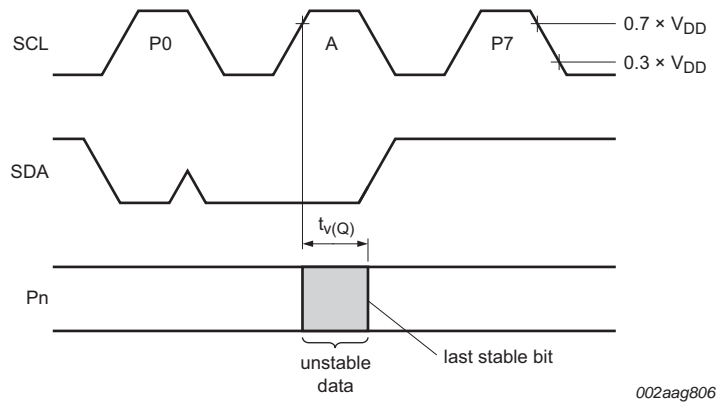 SCL
P0
A
P7
0.7 × VDD
0.3 × VDD
SDA
tv(Q)
Pn
unstable
data
last stable bit
002aag806